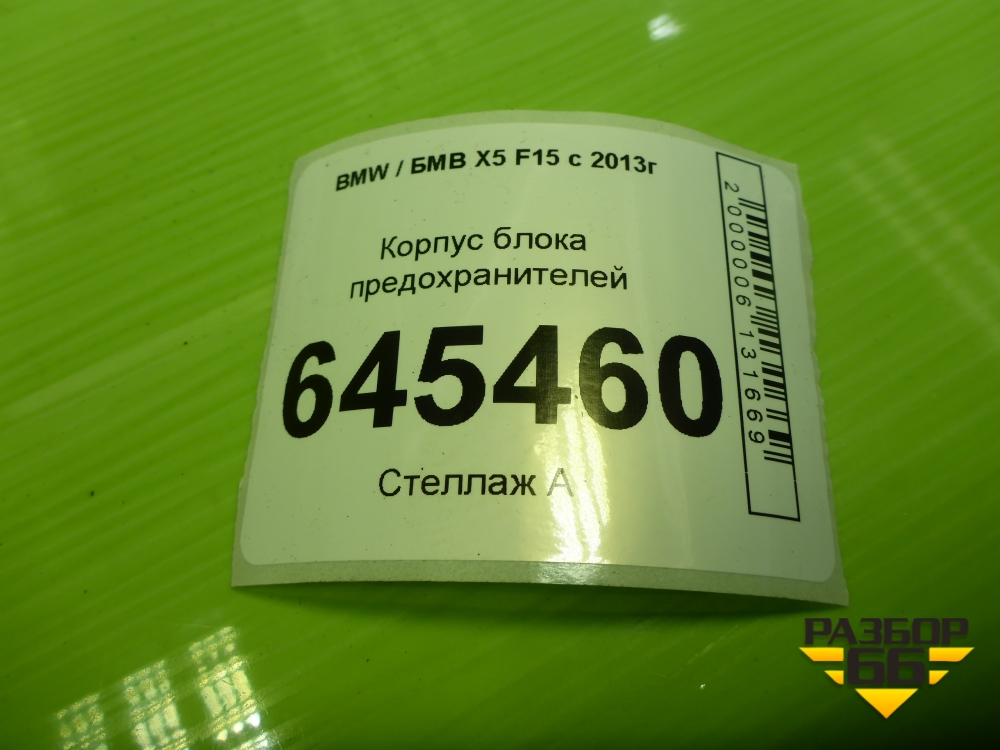 BMW / БМВ X5 F15 с 2013г
Корпус блока
предохранителей
645460
Стеллаж А
2000006131669
РАЗБОР
66